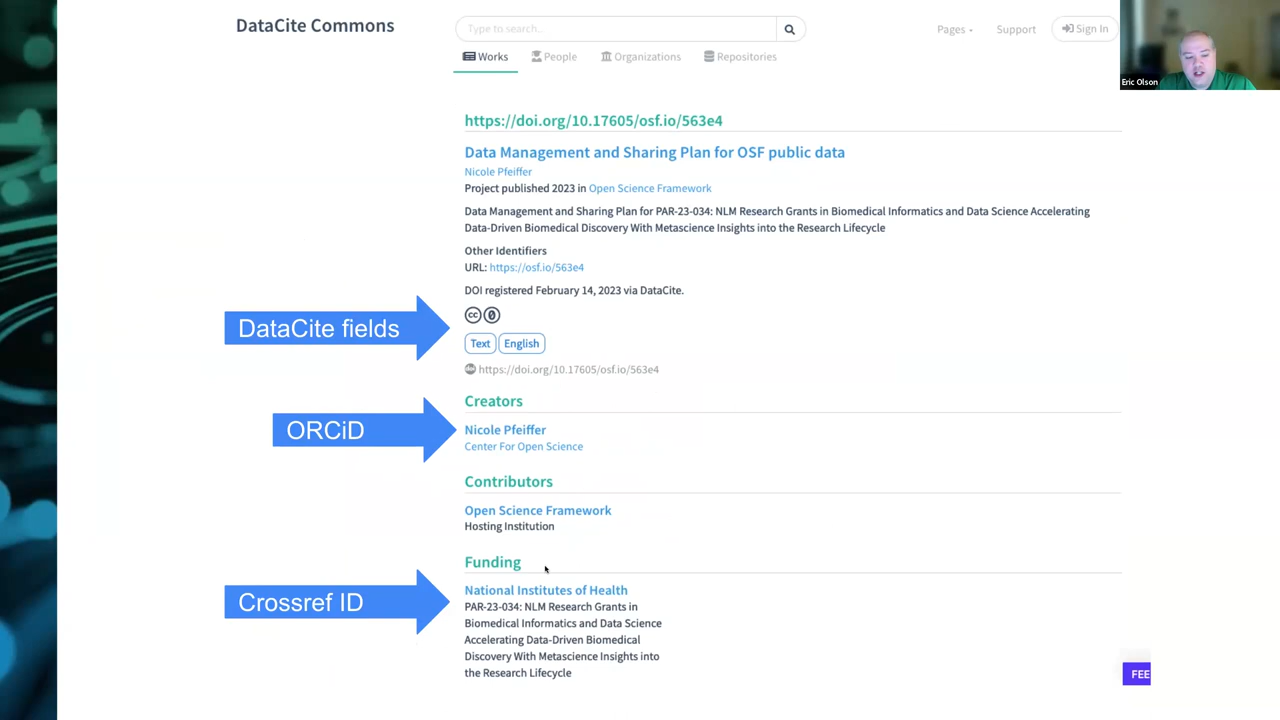 DataCite Commons
Type to search...
Pages
Support
Sign In
Works
People
Organizations
Repositories
Eric Olson
https://doi.org/10.17605/osf.io/563e4
Data Management and Sharing Plan for OSF public data
Nicole Pfeiffer
Project published 2023 in Open Science Framework
Data Management and Sharing Plan for PAR-23-034: NLM Research Grants in Biomedical Informatics and Data Science Accelerating
Data-Driven Biomedical Discovery With Metascience Insights into the Research Lifecycle
Other Identifiers
URL: https://osf.io/563e4
DOI registered February 14, 2023 via DataCite.
cc 0
DataCite fields
Text English
https://doi.org/10.17605/osf.io/563e4
Creators
ORCiD
Nicole Pfeiffer
Center For Open Science
Contributors
Open Science Framework
Hosting Institution
Funding
Crossref ID
National Institutes of Health
PAR-23-034: NLM Research Grants in
Biomedical Informatics and Data Science
Accelerating Data-Driven Biomedical
Discovery With Metascience Insights into
the Research Lifecycle
FEE